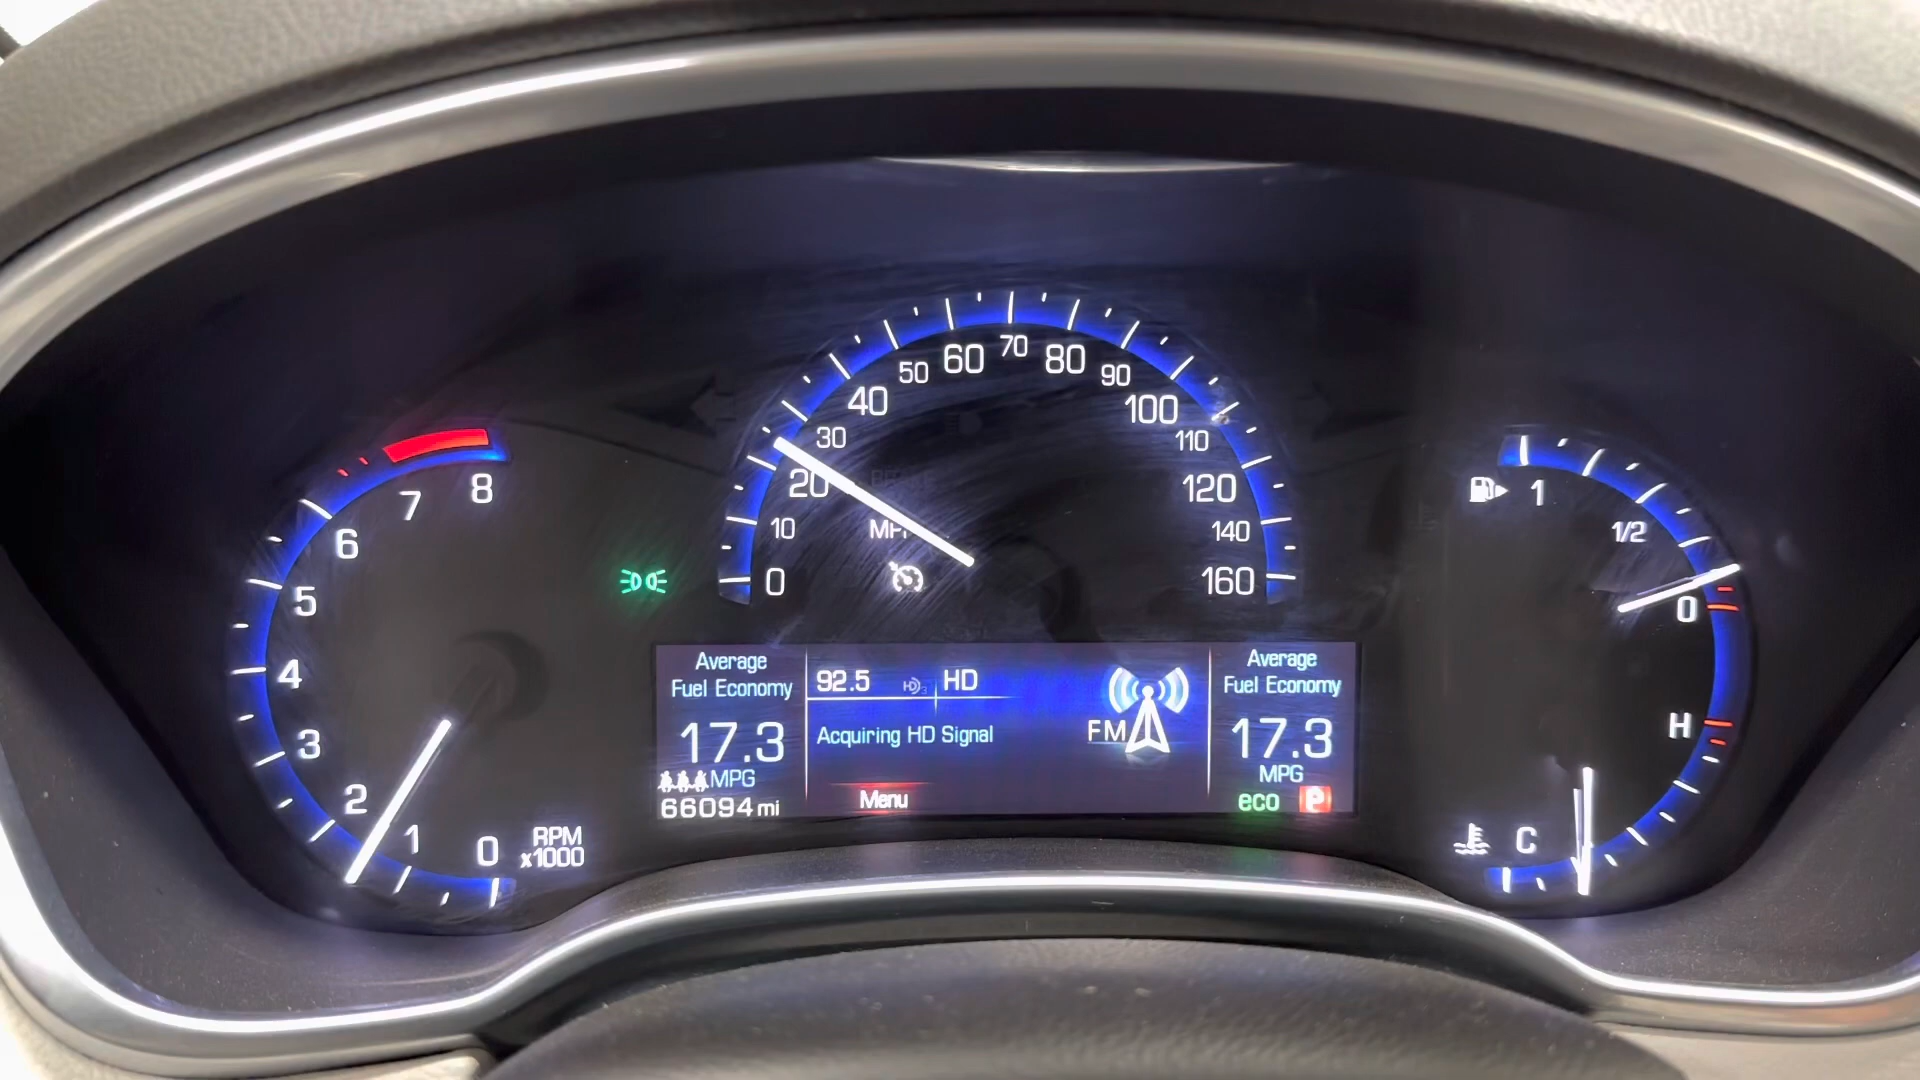 8
7
6
5
4
3
2
1
0
RPM
x1000
0
10
20
30
40
50
60
70
80
90
100
110
120
140
160
1
1/2
0
H
C
Average
Fuel Economy
17.3
MPG
66094 mi
92.5 HD
Acquiring HD Signal
FM
Menu
Average
Fuel Economy
17.3
MPG
eco P